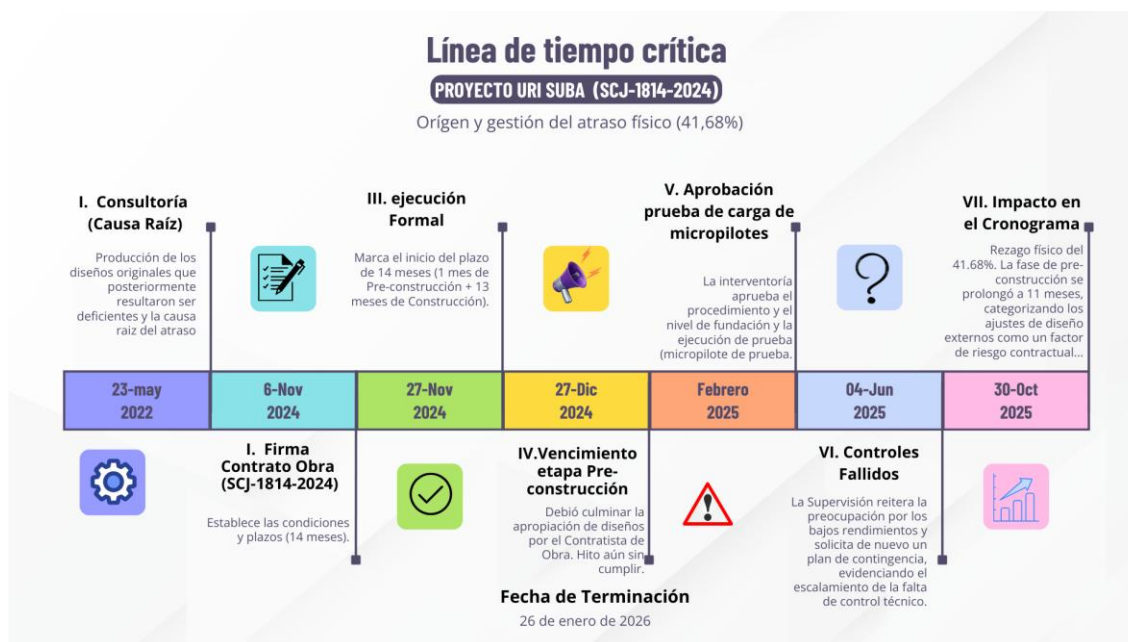 Línea de tiempo crítica
PROYECTO URI SUBA (SCJ-1814-2024)
Orígen y gestión del atraso físico (41,68%)
I. Consultoría
(Causa Raíz)
Producción de los
diseños originales que
posteriormente
resultaron ser
deficientes y la causa
raiz del atraso
III. ejecución
Formal
Marca el inicio del plazo
de 14 meses (1 mes de
Pre-construcción + 13
meses de Construcción).
V. Aprobación
prueba de carga de
micropilotes
La interventoría
aprueba el
procedimiento y el
nivel de fundación y la
ejecución de prueba
(micropilote de prueba.
VII. Impacto en
el Cronograma
Rezago físico del
41.68%. La fase de pre-
construcción se
prolongó a 11 meses,
categorizando los
ajustes de diseño
externos como un factor
de riesgo contractual...
23-may
2022
6-Nov
2024
27-Nov
2024
27-Dic
2024
Febrero
2025
04-Jun
2025
30-Oct
2025
I. Firma
Contrato Obra
(SCJ-1814-2024)
Establece las condiciones
y plazos (14 meses).
IV.Vencimiento
etapa Pre-
construcción
Debió culminar la
apropiación de diseños
por el Contratista de
Obra. Hito aún sin
cumplir.
VI. Controles
Fallidos
La Supervisión reitera la
preocupación por los
bajos rendimientos y
solicita de nuevo un
plan de contingencia,
evidenciando el
escalamiento de la falta
de control técnico.
Fecha de Terminación
26 de enero de 2026